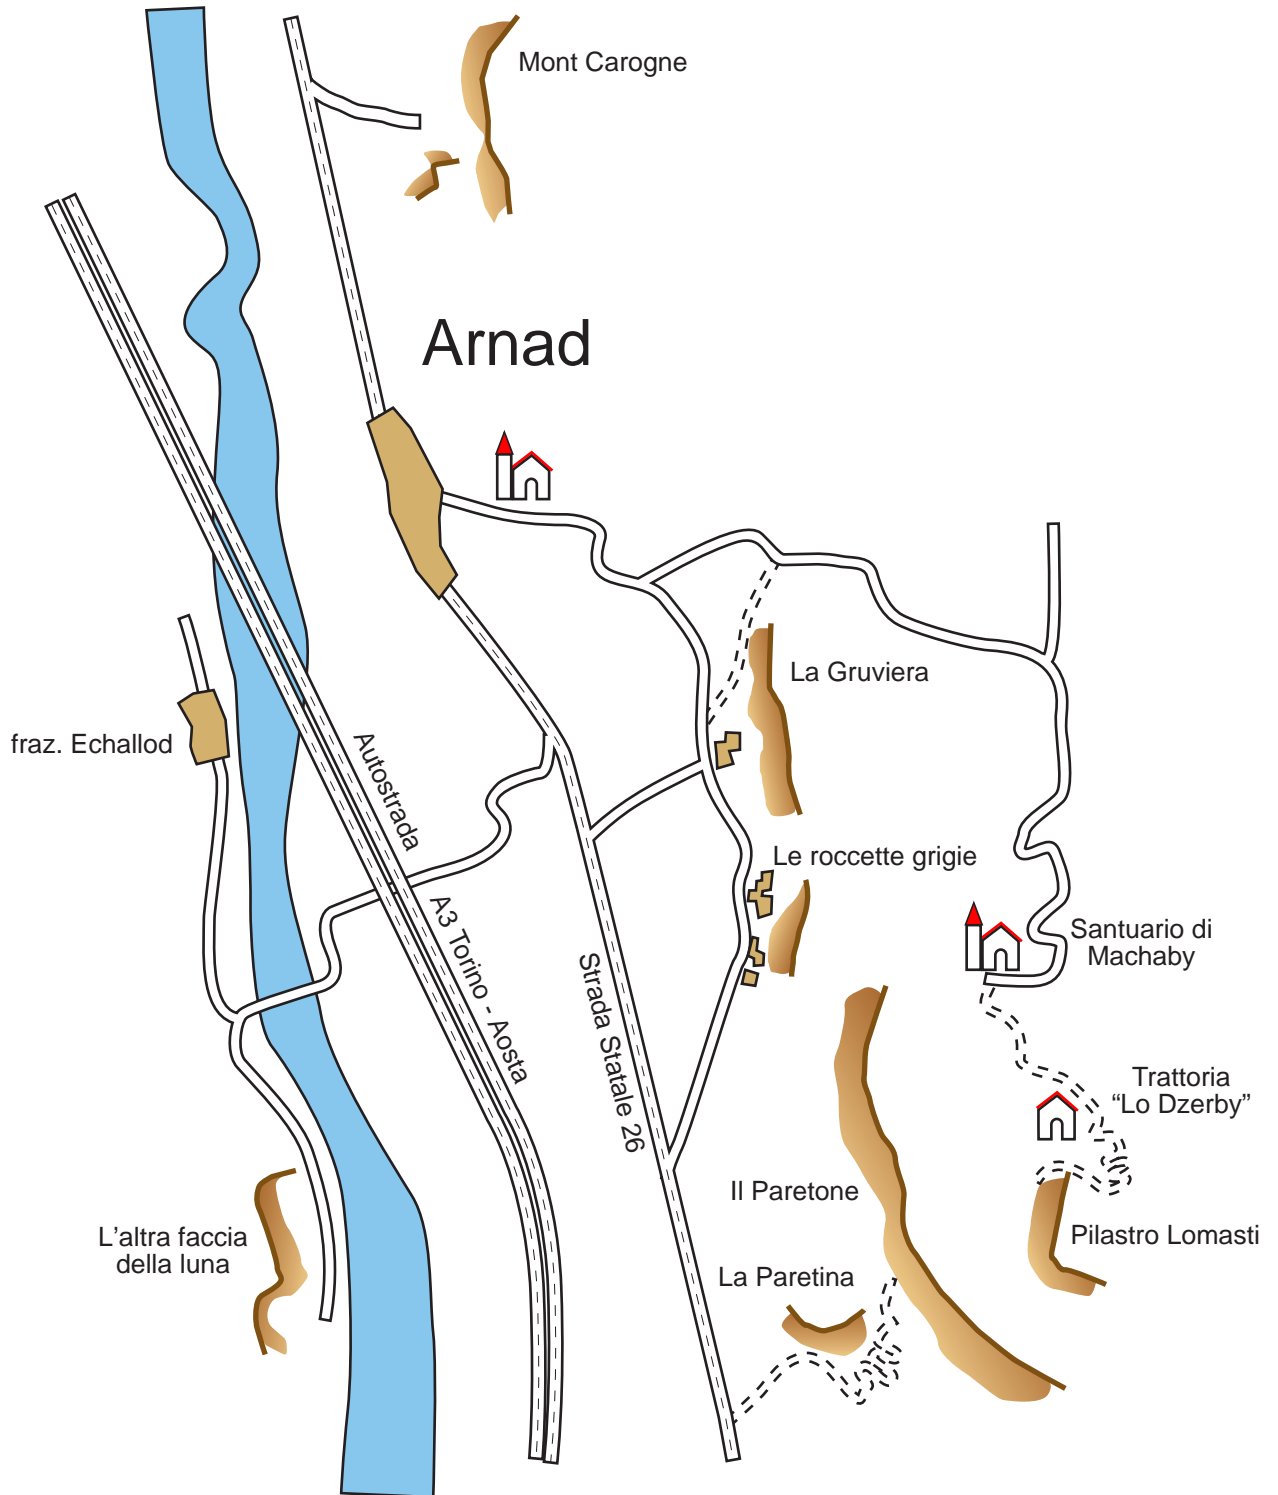 Mont Carogne
Arnad
La Gruviera
fraz. Echallod
Autostrada
A3 Torino - Aosta
Strada Statale 26
Le roccette grigie
Santuario di
Machaby
Trattoria
“Lo Dzerby”
Il Paretone
Pilastro Lomasti
L’altra faccia
della luna
La Paretina